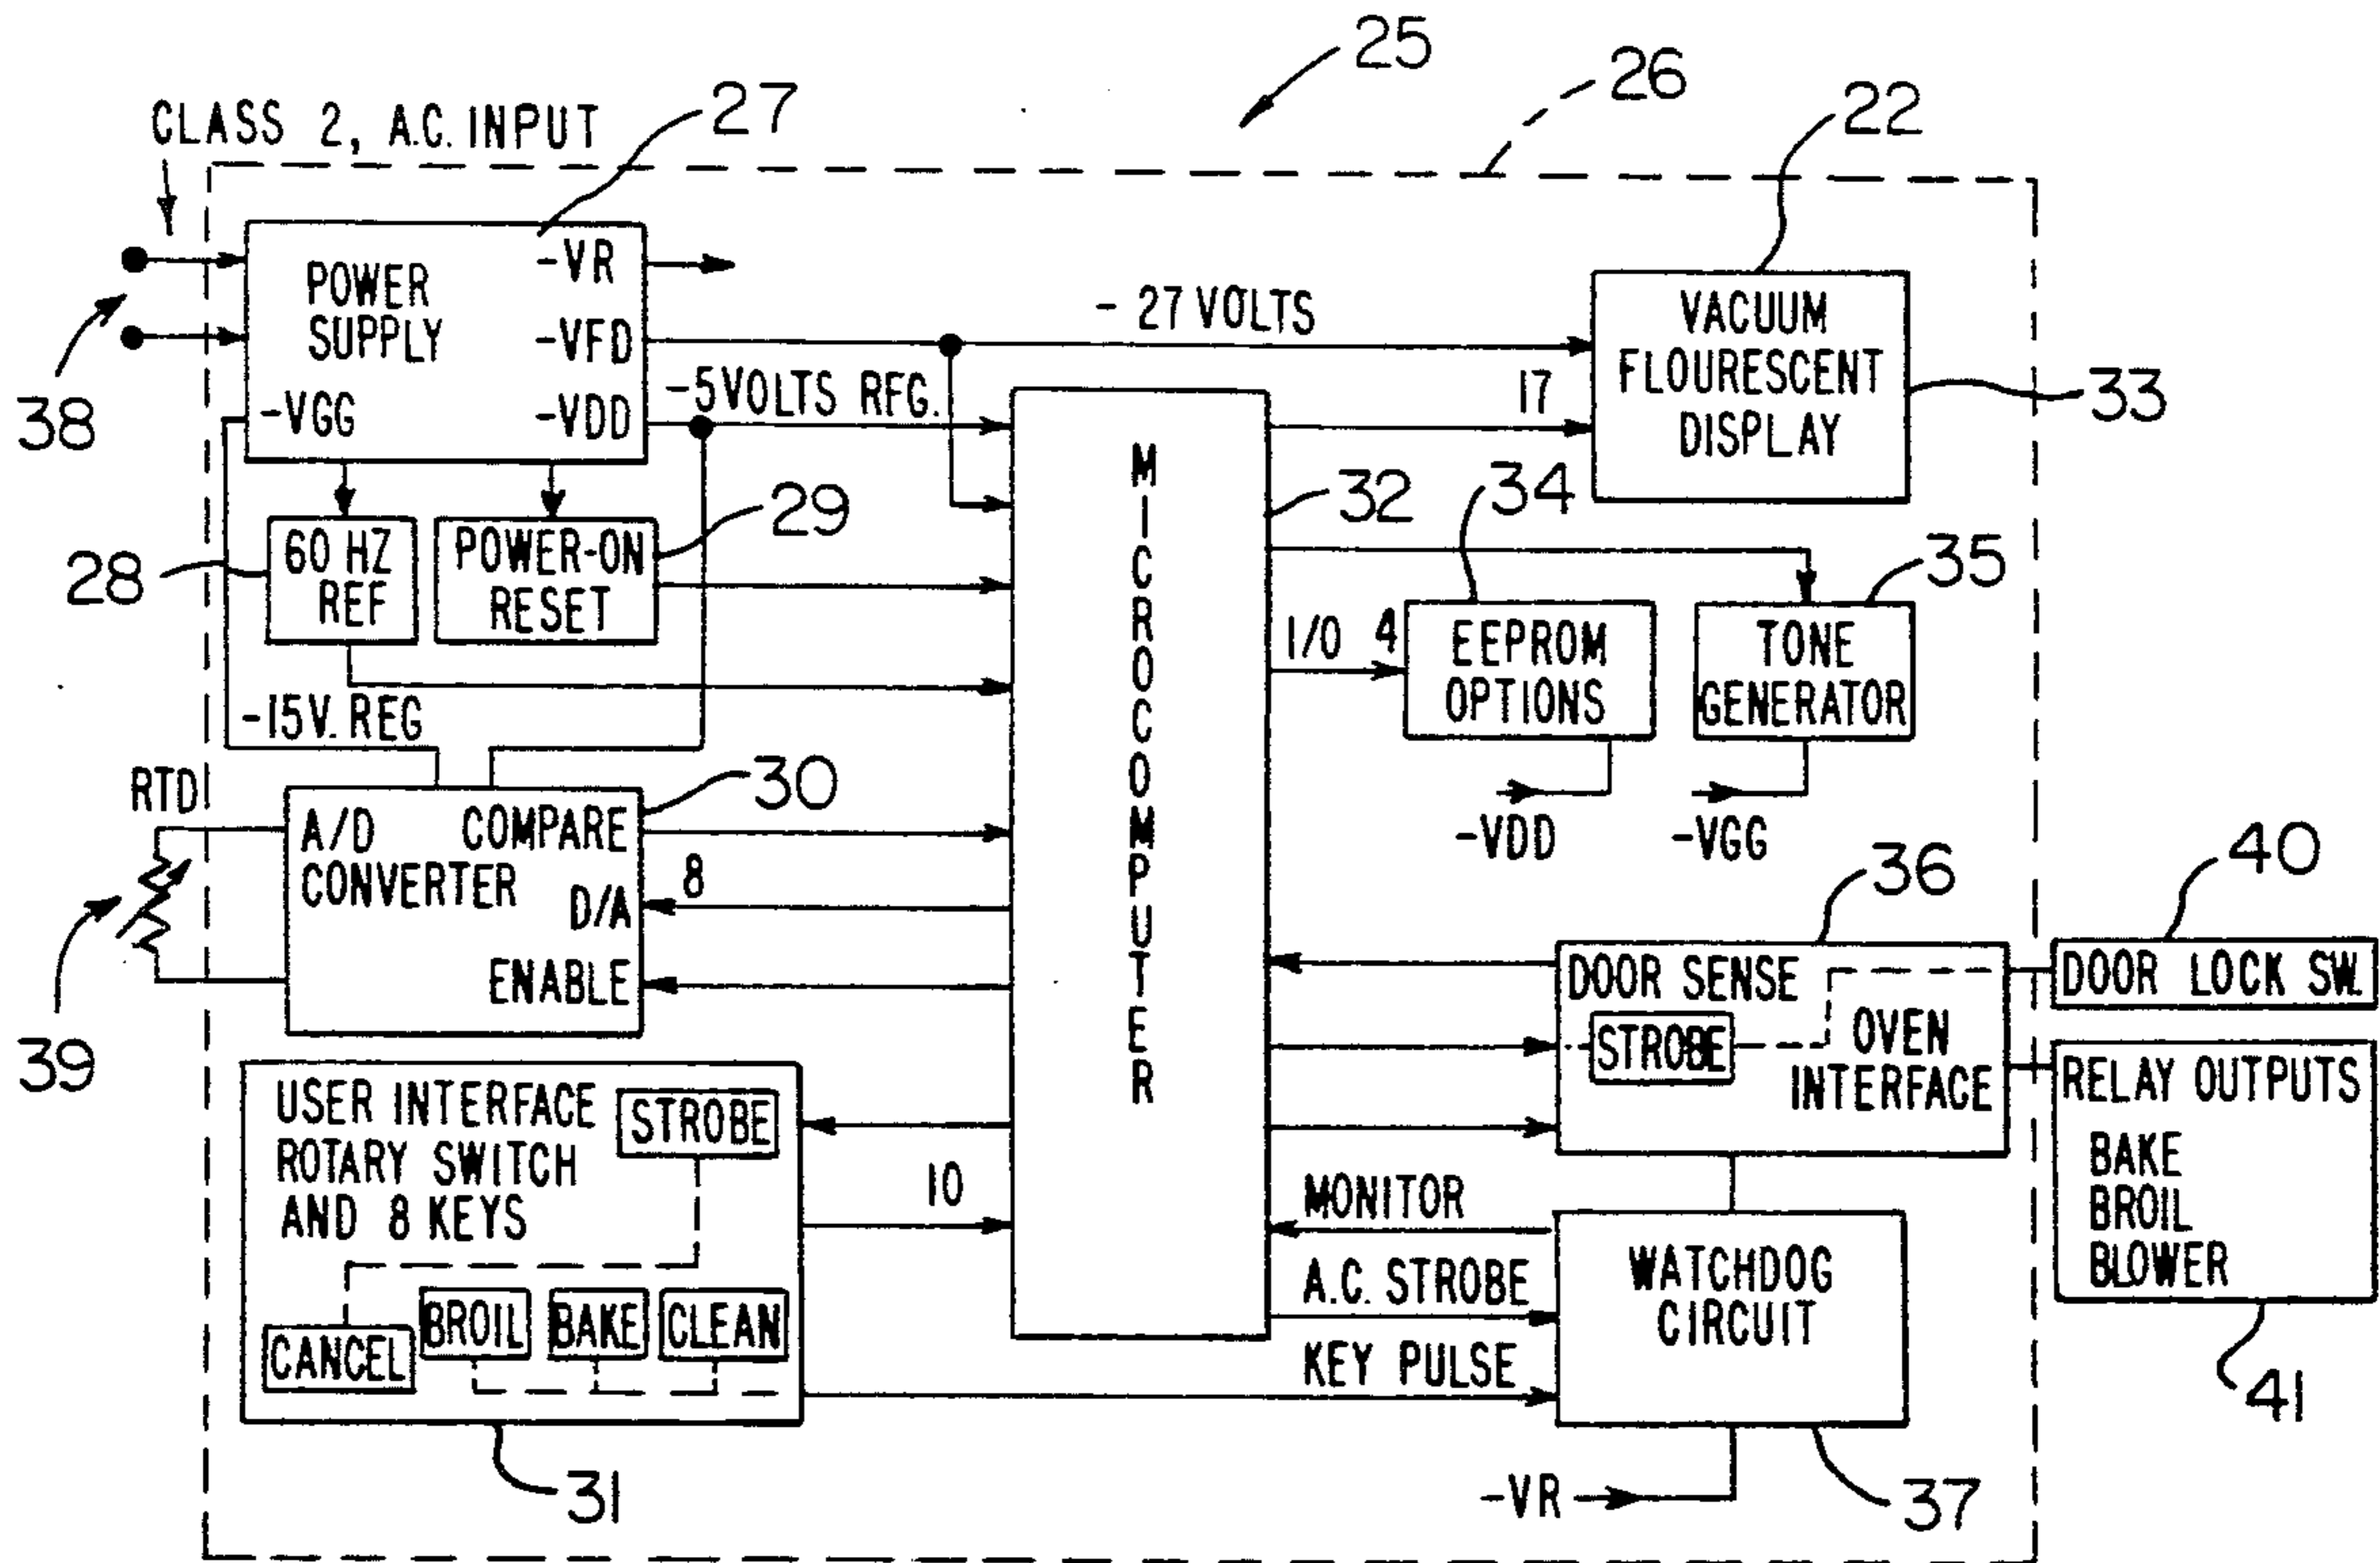 25
26
CLASS 2, A.C. INPUT
27
22
POWER
SUPPLY
-VR
-VFD
-VGG
-VDD
38
- 27 VOLTS
-5VOLTS RFG.
17
VACUUM
FLOURESCENT
DISPLAY
33
28
60 HZ
REF
POWER-ON
RESET
29
MICROCOMPUTER
32
34
35
I/O 4
EEPROM
OPTIONS
TONE
GENERATOR
-VDD
-VGG
-15V. REG
RTD
39
30
A/D
CONVERTER
COMPARE
D/A
ENABLE
8
36
40
DOOR SENSE
STROBE
OVEN
INTERFACE
DOOR LOCK SW.
RELAY OUTPUTS
BAKE
BROIL
BLOWER
41
USER INTERFACE
ROTARY SWITCH
AND 8 KEYS
STROBE
10
CANCEL
BROIL
BAKE
CLEAN
31
MONITOR
A.C. STROBE
KEY PULSE
WATCHDOG
CIRCUIT
-VR
37